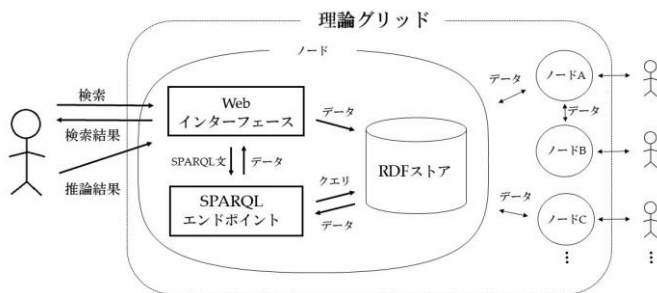 理論グリッド
ノード
検索
検索結果
推論結果
Web
インターフェース
データ
SPARQL文
データ
SPARQL
エンドポイント
クエリ
データ
RDFストア
データ
ノードA
データ
ノードB
データ
ノードC
⋮
⋮